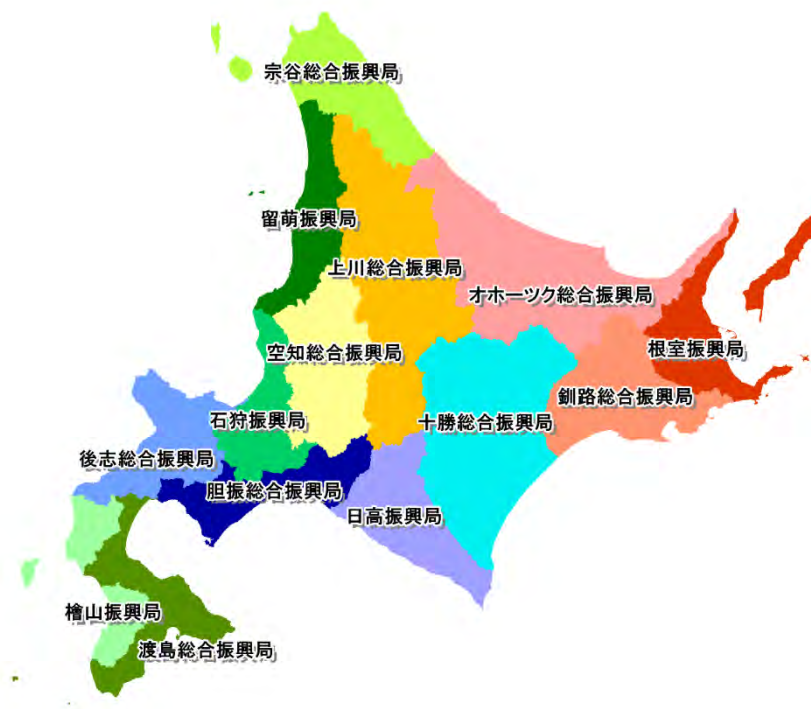 宗谷総合振興局
留萌振興局
上川総合振興局
オホーツク総合振興局
空知総合振興局
根室振興局
釧路総合振興局
石狩振興局
十勝総合振興局
後志総合振興局
胆振総合振興局
日高振興局
檜山振興局
渡島総合振興局